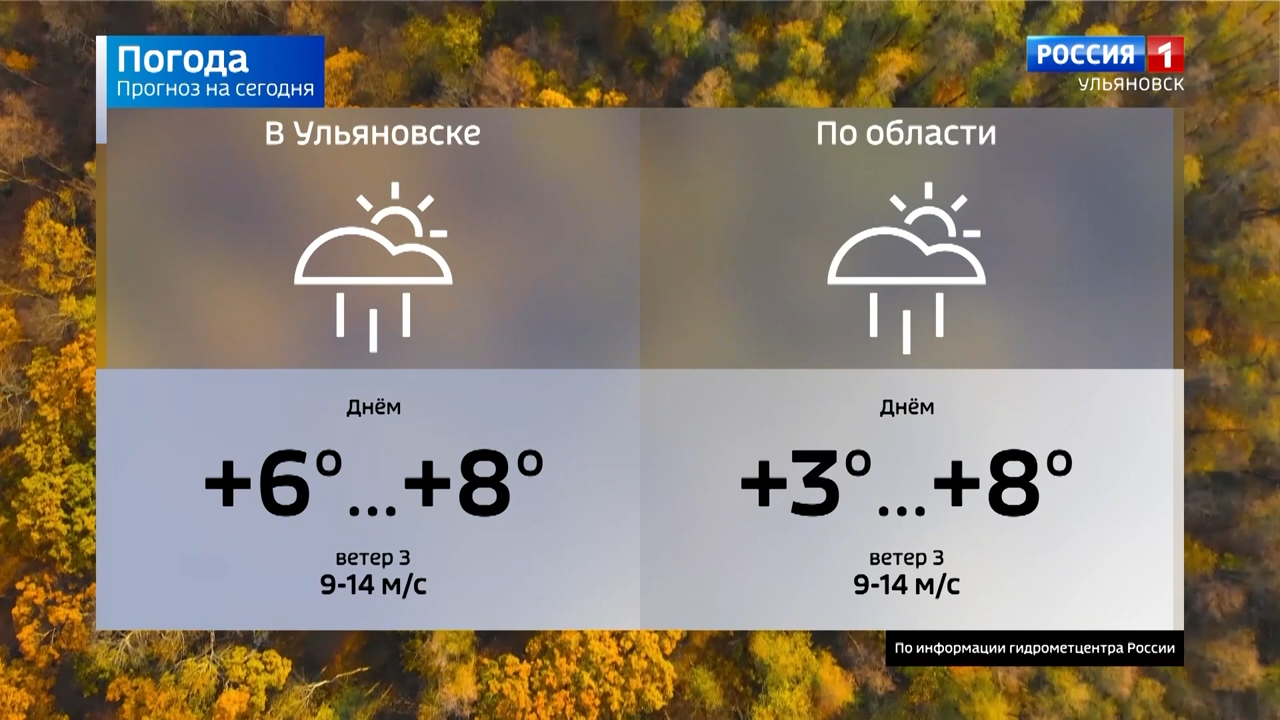 Погода
Прогноз на сегодня
РОССИЯ 1
УЛЬЯНОВСК
В Ульяновске
Днём
+6°...+8°
ветер З
9-14 м/с
По области
Днём
+3°...+8°
ветер З
9-14 м/с
По информации гидрометцентра России